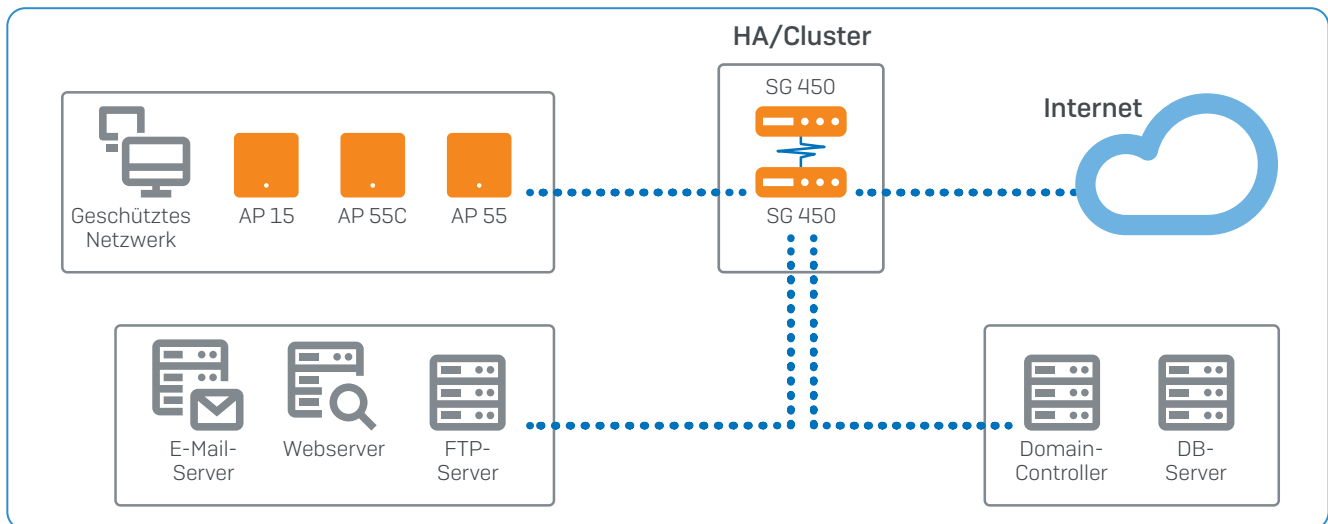 HA/Cluster
SG 450
SG 450
Internet
Geschütztes
Netzwerk
AP 15
AP 55C
AP 55
E-Mail-
Server
Webserver
FTP-
Server
Domain-
Controller
DB-
Server